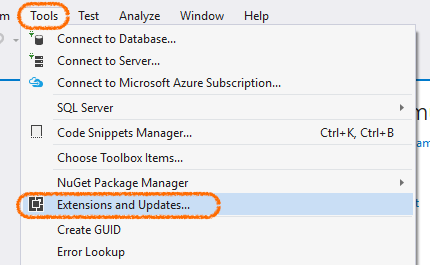 Tools Test Analyze Window Help
Connect to Database...
Connect to Server...
Connect to Microsoft Azure Subscription...
SQL Server
Code Snippets Manager... Ctrl+K, Ctrl+B
Choose Toolbox Items...
NuGet Package Manager
Extensions and Updates...
Create GUID
Error Lookup